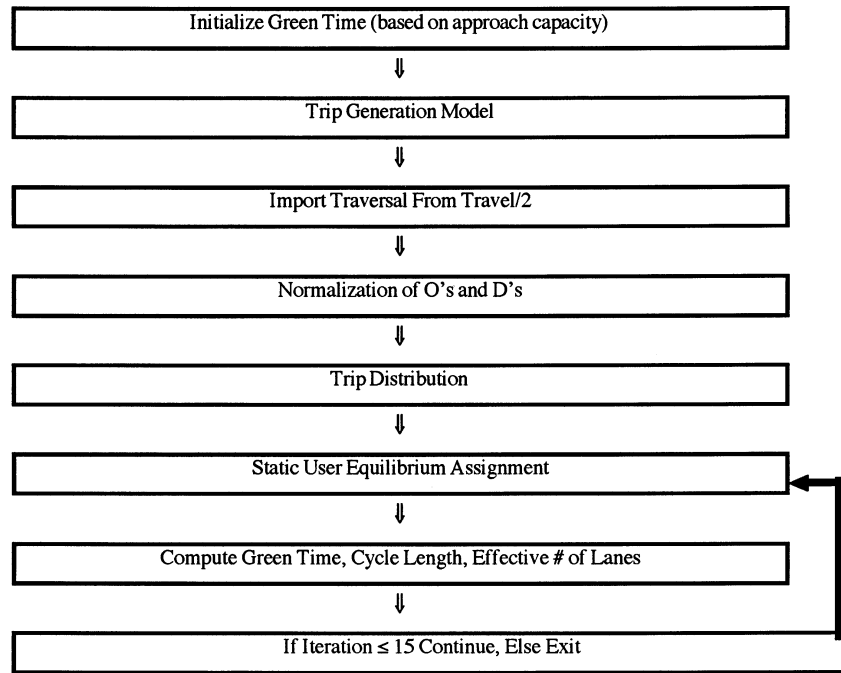 Initialize Green Time (based on approach capacity)
⇓
Trip Generation Model
⇓
Import Traversal From Travel/2
⇓
Normalization of O's and D's
⇓
Trip Distribution
⇓
Static User Equilibrium Assignment
⇓
Compute Green Time, Cycle Length, Effective # of Lanes
⇓
If Iteration ≤ 15 Continue, Else Exit